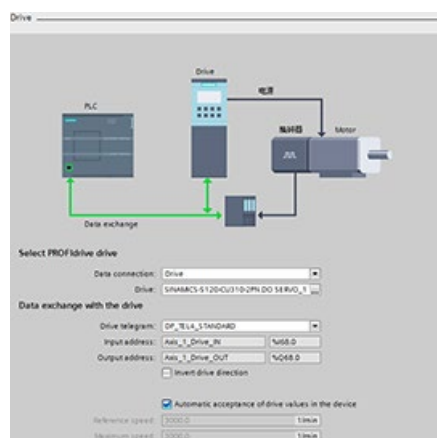 Drive
Drive
电源
PLC
编码器 Motor
Data exchange
Select PROFIdrive drive
Data connection: Drive
Drive: SINAMICS-S120-CU310-2PN.DO SERVO_1 ...
Data exchange with the drive
Drive telegram: DP_TEL4_STANDARD
Input address: Axis_1_Drive_IN %I68.0
Output address: Axis_1_Drive_OUT %Q68.0
Invert drive direction
Automatic acceptance of drive values in the device
Reference speed: 3000.0 1/min
Maximum speed: 3000.0 1/min